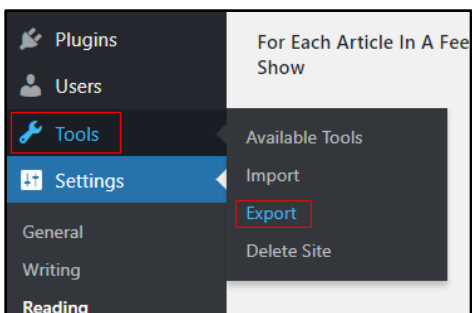 Plugins
Users
Tools
Settings
General
Writing
Reading
For Each Article In A Fee
Show
Available Tools
Import
Export
Delete Site